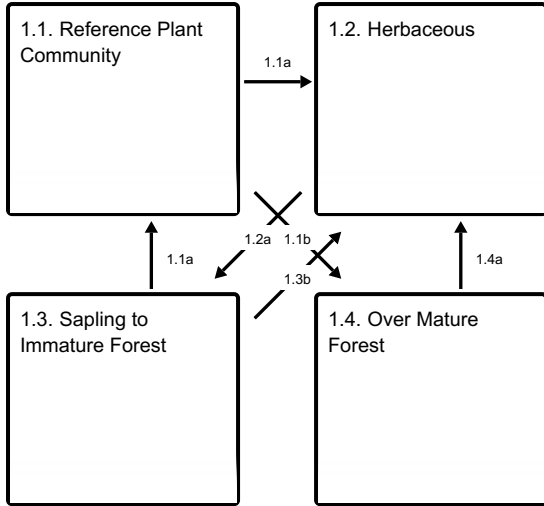 1.1. Reference Plant
Community
1.2. Herbaceous
1.1a
1.2a
1.1b
1.1a
1.3b
1.4a
1.3. Sapling to
Immature Forest
1.4. Over Mature
Forest